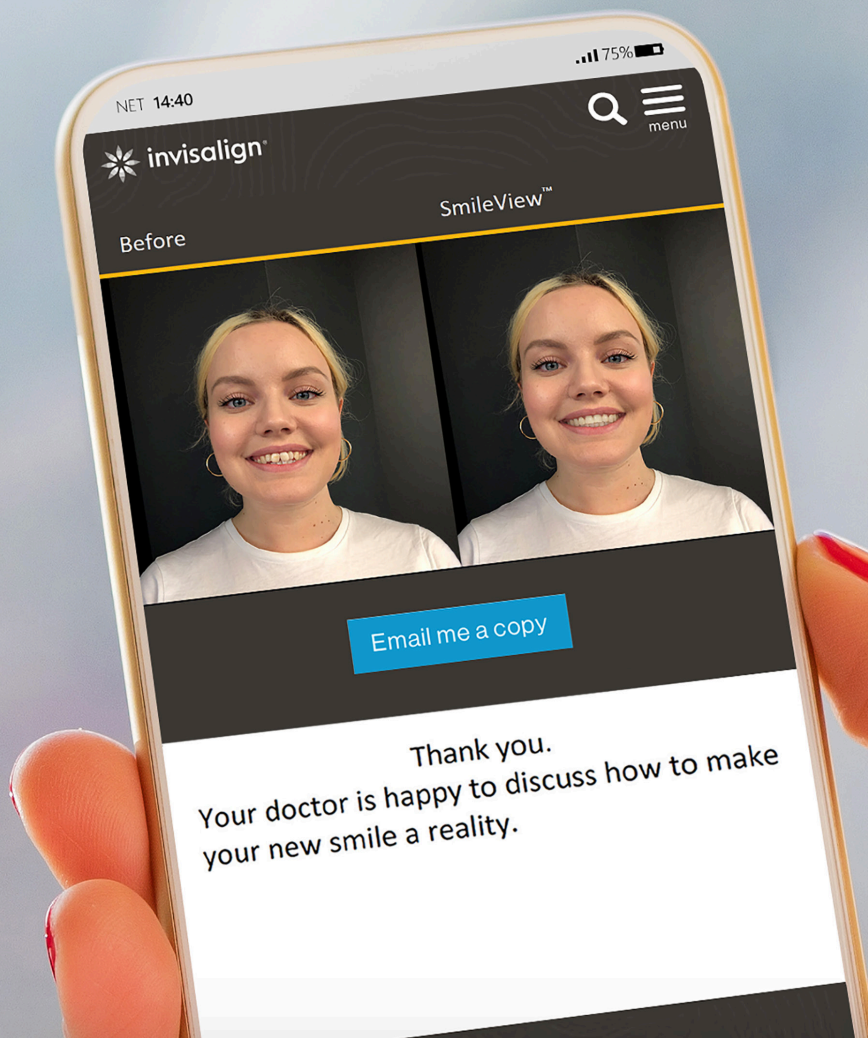 NET 14:40
75%
invisalign®
menu
Before
SmileView™
Email me a copy
Thank you.
Your doctor is happy to discuss how to make
your new smile a reality.